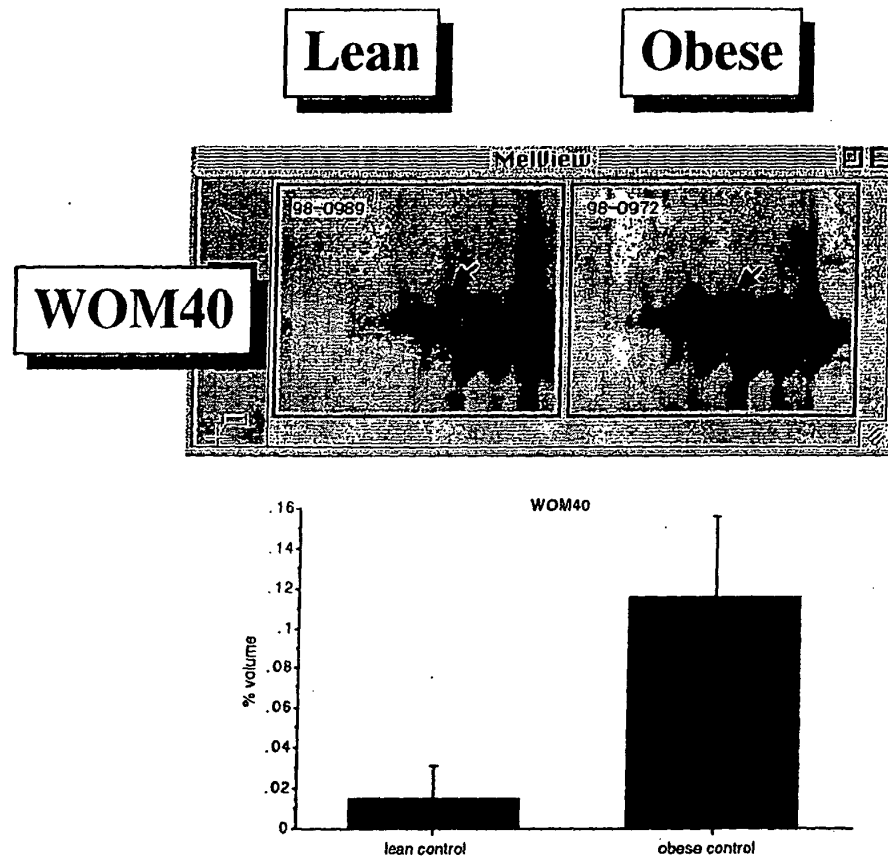 Lean Obese
MelView
98-0989 98-0972
WOM40
WOM40
.16
.14
.12
.1
.08
.06
.04
.02
0
% volume
lean control obese control